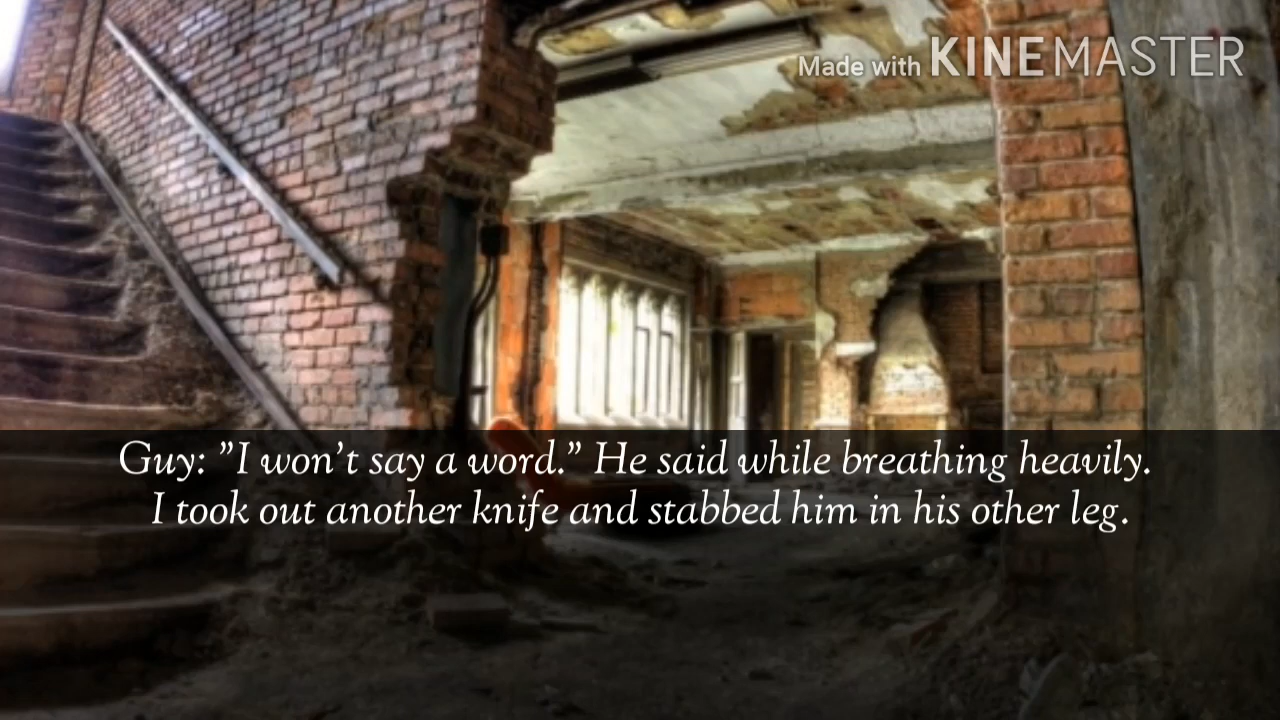 Made with KINEMASTER
Guy: ”I won’t say a word.” He said while breathing heavily.
I took out another knife and stabbed him in his other leg.